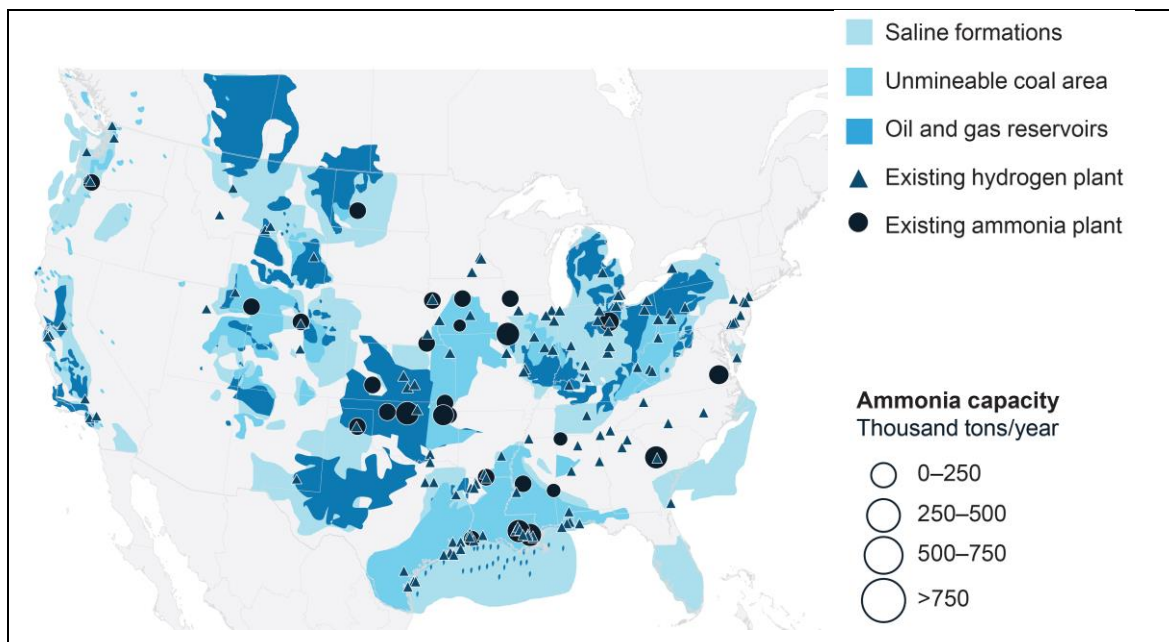 Saline formations
Unmineable coal area
Oil and gas reservoirs
Existing hydrogen plant
Existing ammonia plant
Ammonia capacity
Thousand tons/year
0–250
250–500
500–750
>750